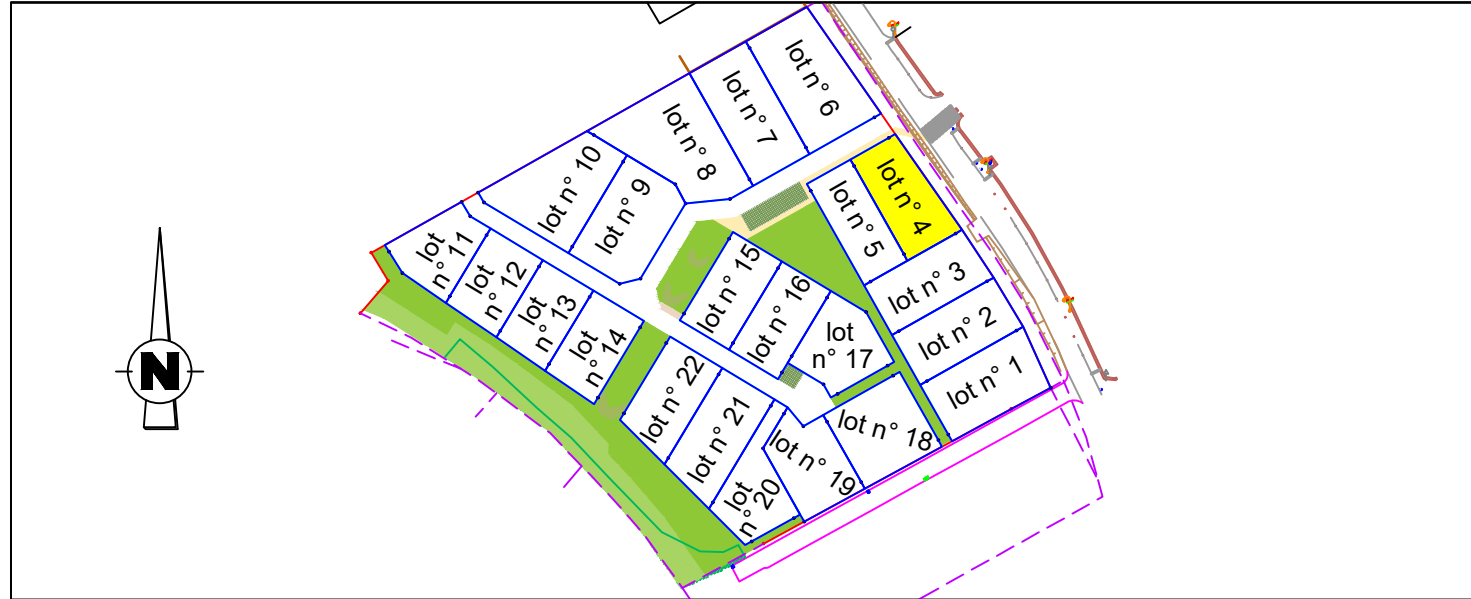 lot n° 6
lot n° 7
lot n° 8
lot n° 10
lot n° 9
lot n° 4
lot n° 5
lot
n° 11
lot
n° 12
lot
n° 13
lot
n° 14
lot n° 15
lot n° 16
lot
n° 17
lot n° 3
lot n° 2
lot n° 1
lot n° 22
lot n° 21
lot
n° 20
lot n° 19
lot n° 18
N